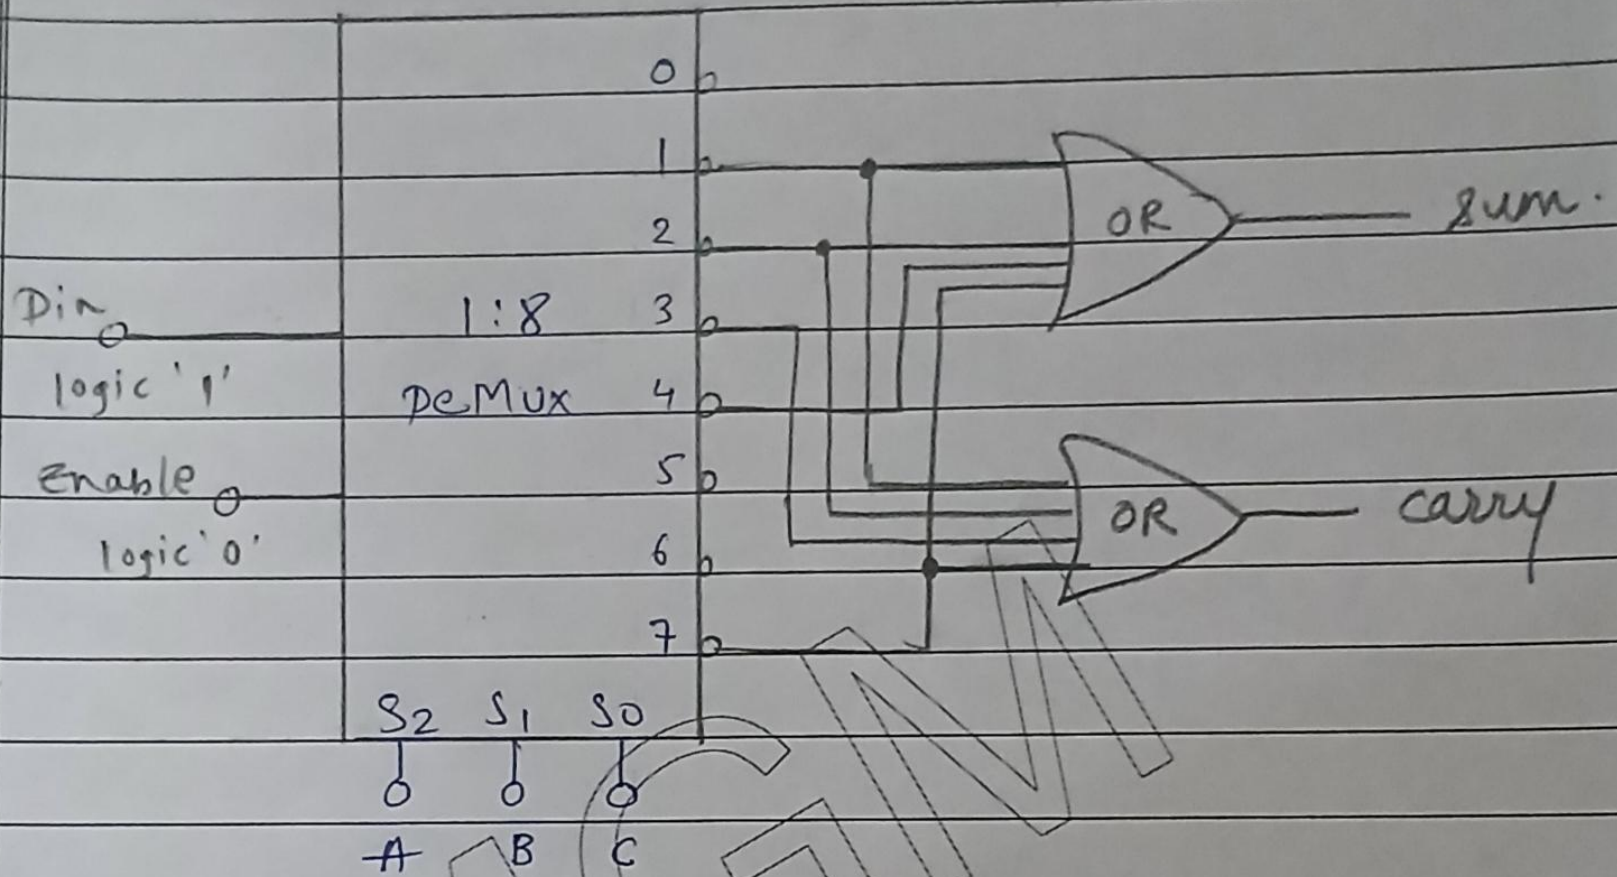 0
1
OR sum.
2
Din 1:8 3
logic '1' DeMux 4
Enable 5
OR carry
logic '0' 6
7
S2 S1 S0
A B C